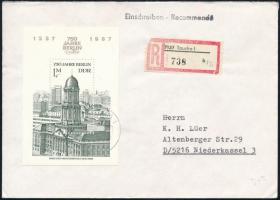 Einschreiben - Recommandé
1237 1987
750
JAHRE
BERLIN
750 JAHRE BERLIN
1 M DDR
R
738
Herrn
K. H. Lüer
Altenberger Str.29
D/5216 Niederkassel 3